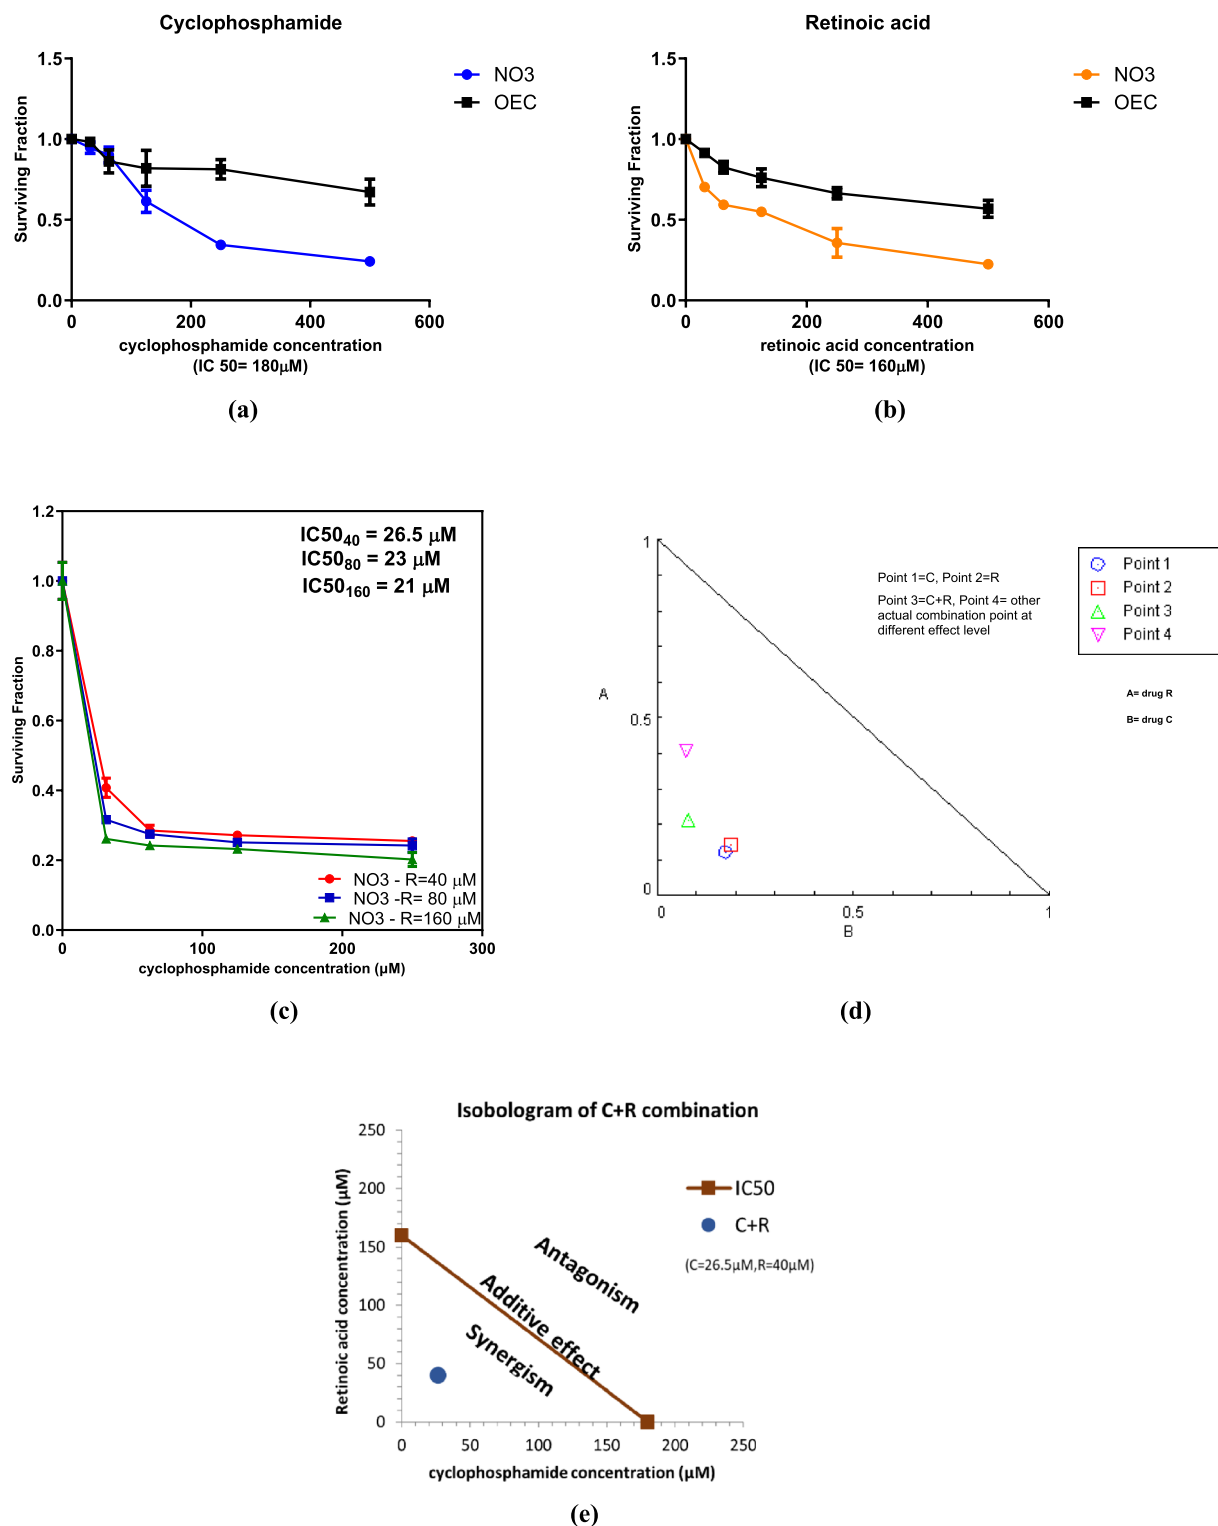 Cyclophosphamide
1.5
1.0
0.5
0.0
Surviving Fraction
0
200
400
600
cyclophosphamide concentration
(IC 50= 180μM)
NO3
OEC
(a)
Retinoic acid
1.5
1.0
0.5
0.0
Surviving Fraction
0
200
400
600
retinoic acid concentration
(IC 50= 160μM)
NO3
OEC
(b)
1.2
1.0
0.8
0.6
0.4
0.2
0.0
Surviving Fraction
IC50₄₀ = 26.5 μM
IC50₈₀ = 23 μM
IC50₁₆₀ = 21 μM
NO3 - R=40 μM
NO3 -R= 80 μM
NO3 - R=160 μM
0
100
200
300
cyclophosphamide concentration (μM)
(c)
1
0.5
0
A
Point 1=C, Point 2=R
Point 3=C+R, Point 4= other
actual combination point at
different effect level
Point 1
Point 2
Point 3
Point 4
A= drug R
B= drug C
0
0.5
1
B
(d)
Isobologram of C+R combination
250
200
150
100
50
0
Retinoic acid concentration (μM)
Antagonism
Additive effect
Synergism
IC50
C+R
(C=26.5μM,R=40μM)
0
50
100
150
200
250
cyclophosphamide concentration (μM)
(e)